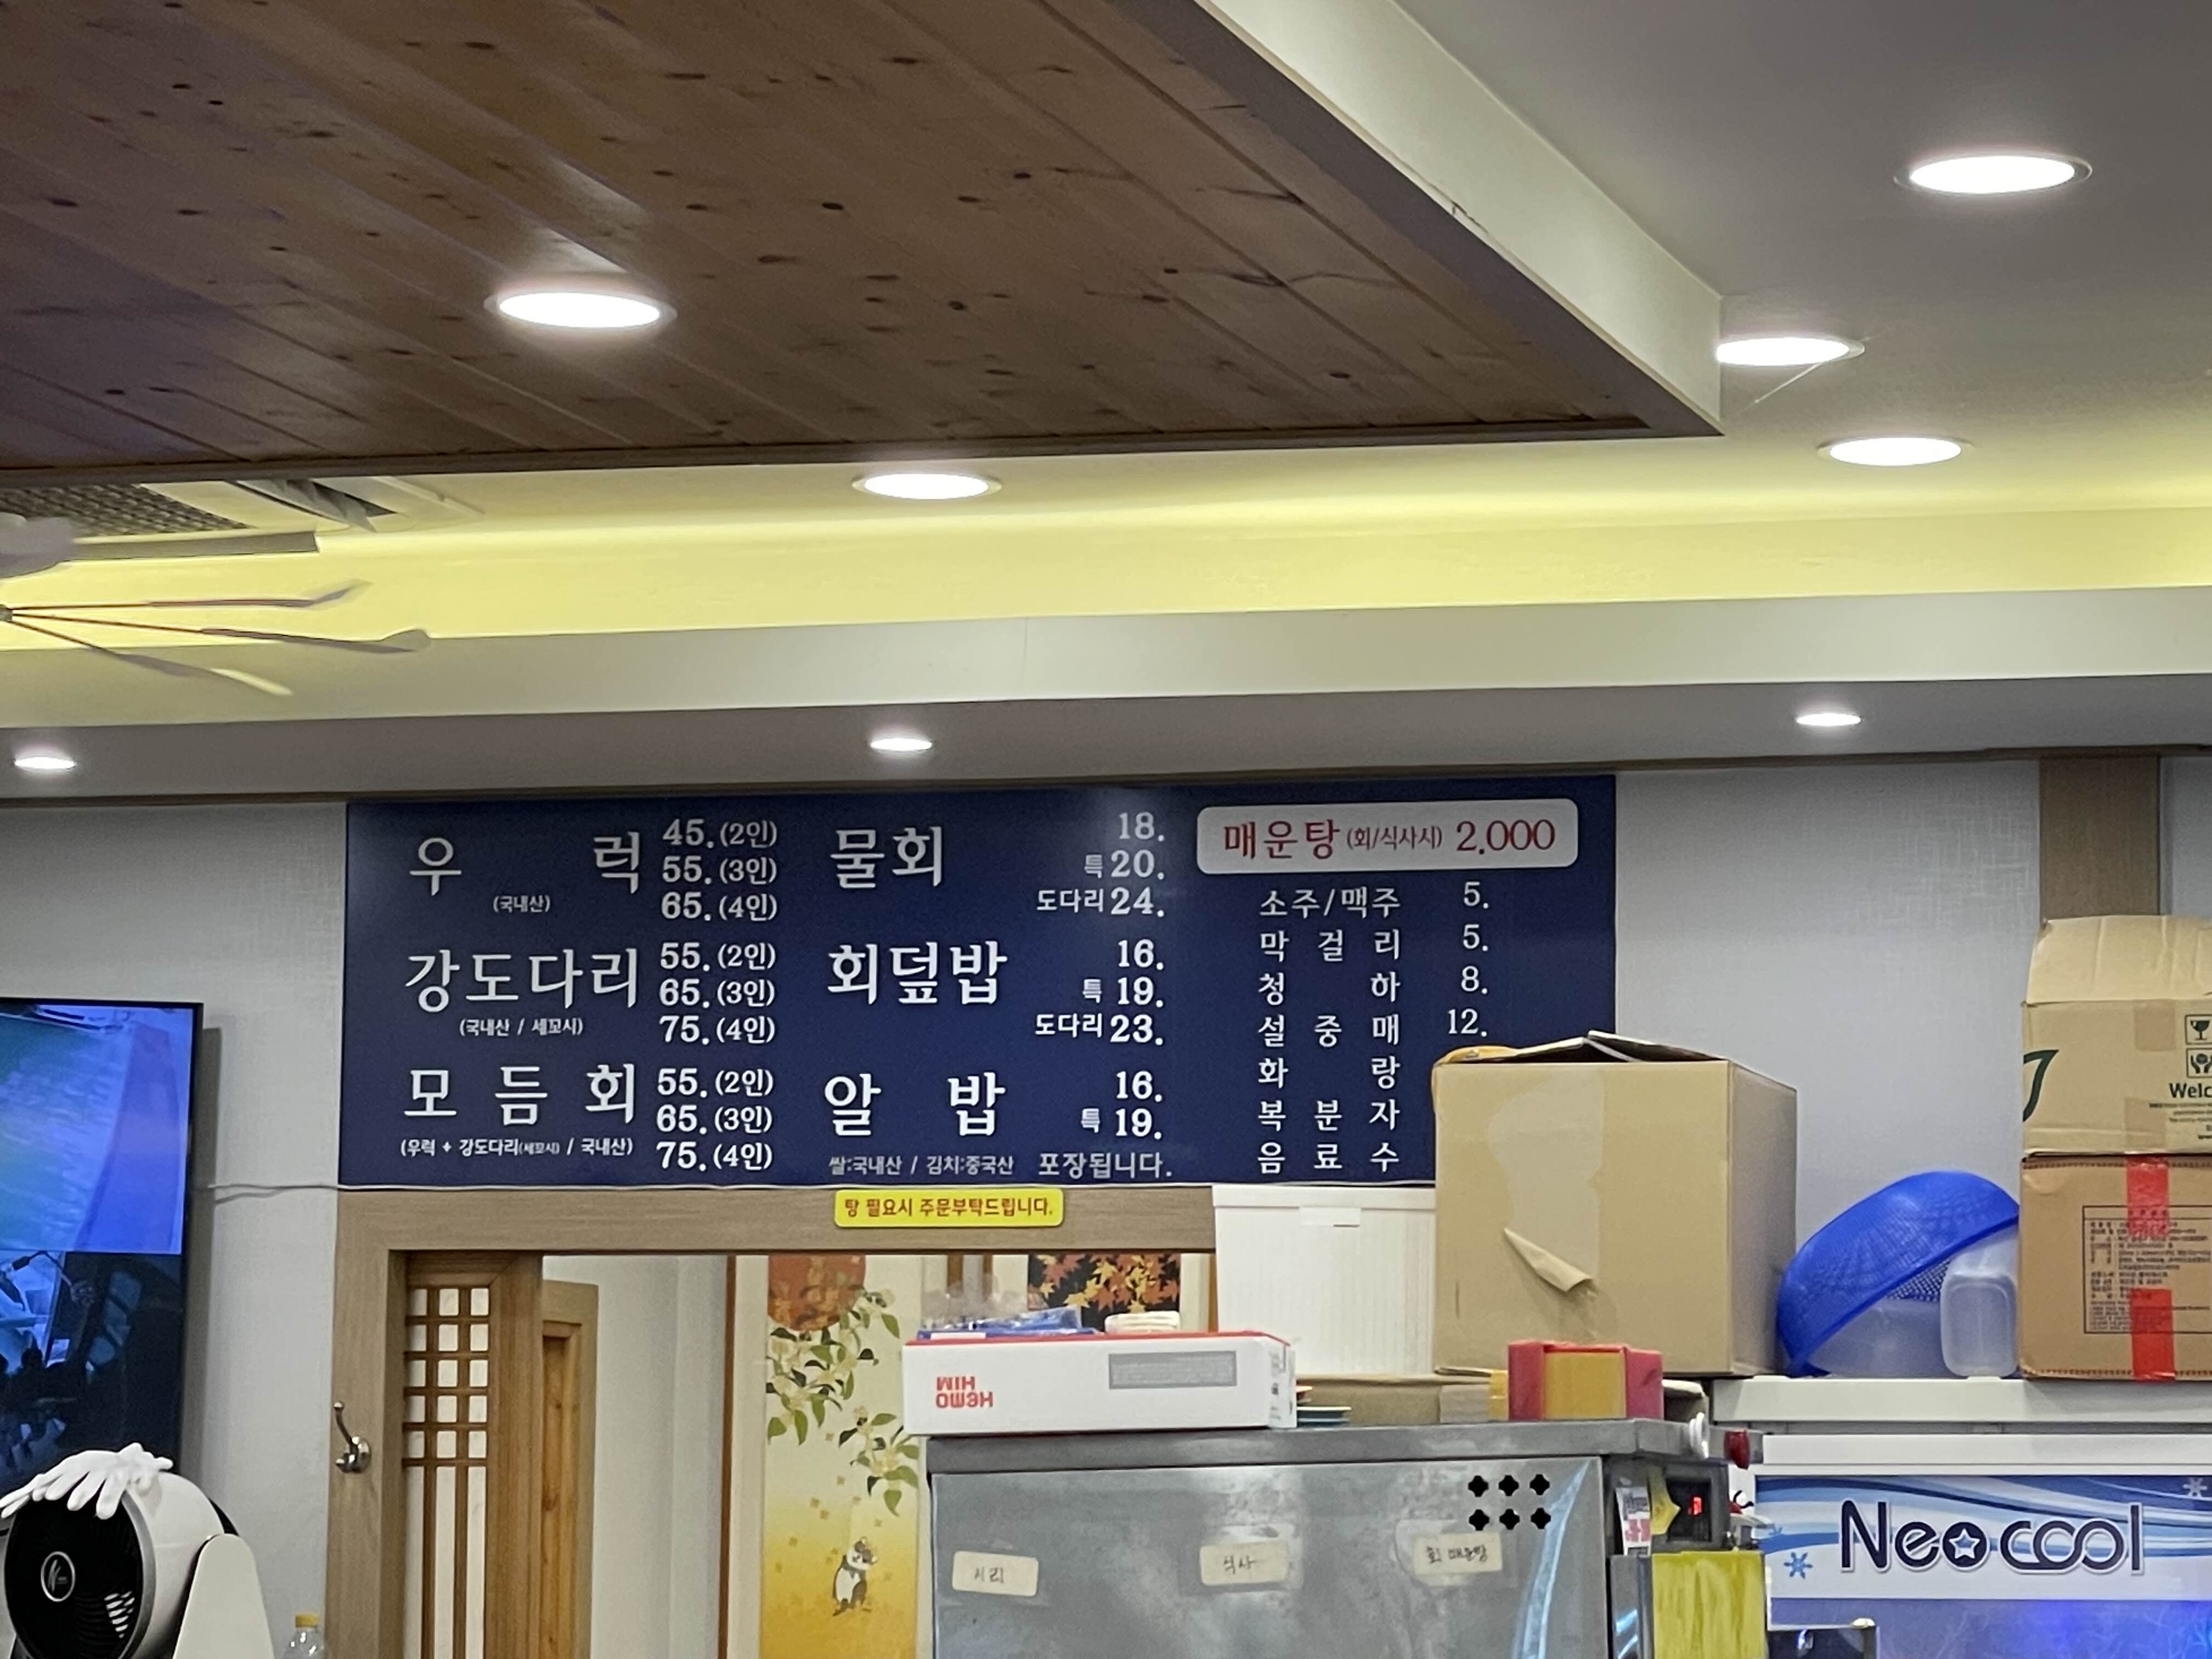 우 럭 45. (2인)
55. (3인)
(국내산) 65. (4인)
강도다리 55. (2인)
65. (3인)
(국내산 / 세꼬시) 75. (4인)
모 듬 회 55. (2인)
65. (3인)
(우럭 + 강도다리(세꼬시) / 국내산) 75. (4인)
물회 18.
특 20.
도다리 24.
회덮밥 16.
특 19.
도다리 23.
알 밥 16.
특 19.
쌀:국내산 / 김치:중국산 포장됩니다.
매운탕 (회/식사시) 2.000
소주/맥주 5.
막 걸 리 5.
청 하 8.
설 중 매 12.
화 랑
복 분 자
음 료 수
탕 필요시 주문부탁드립니다.
Welc
HIM
HEMO
식사
회 매운탕
Neocool